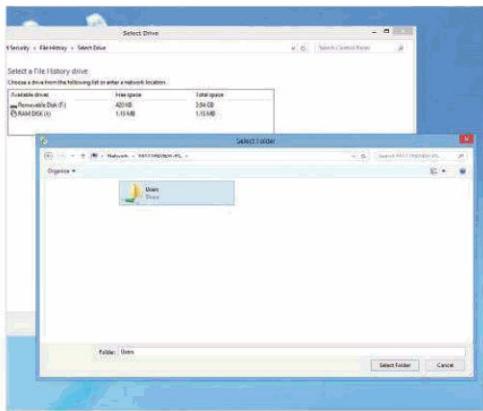 Select Drive
Security › File History › Select Drive
Search Control Panel
Select a File History drive
Choose a drive from the following list or enter a network location.
Available drives Free space Total space
Removable Disk (F:) 420 KB 3.84 GB
RAM DISK (A:) 1.15 MB 1.15 MB
Select Folder
Network ›
Search
Organize
Users
Share
Folder: Users
Select Folder Cancel